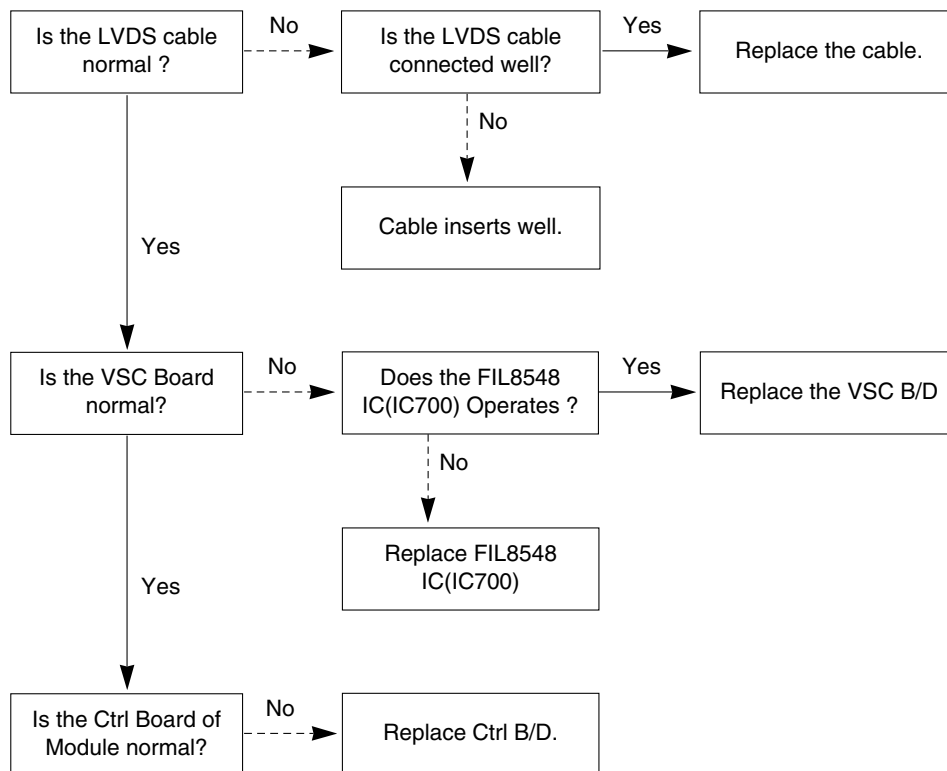 Is the LVDS cable
normal ?
No
Is the LVDS cable
connected well?
Yes
Replace the cable.
No
Cable inserts well.
Yes
Is the VSC Board
normal?
No
Does the FIL8548
IC(IC700) Operates ?
Yes
Replace the VSC B/D
No
Replace FIL8548
IC(IC700)
Yes
Is the Ctrl Board of
Module normal?
No
Replace Ctrl B/D.